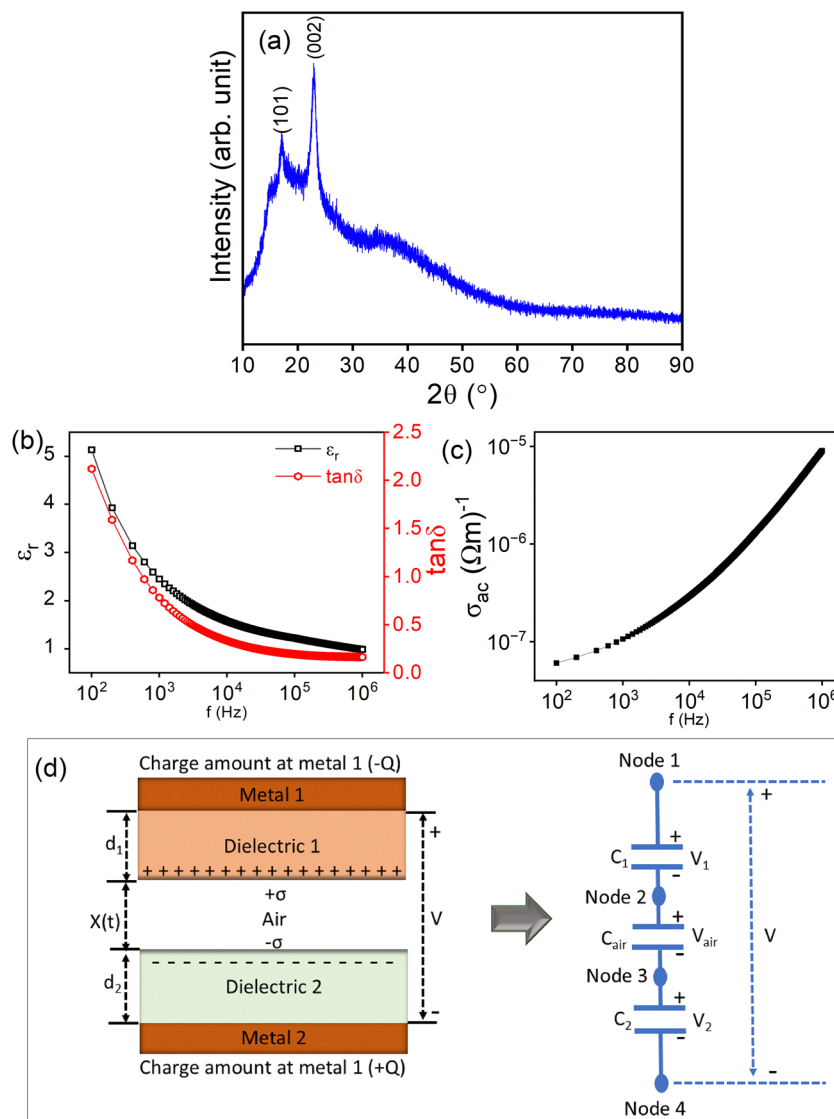 (a)
(002)
(101)
Intensity (arb. unit)
10 20 30 40 50 60 70 80 90
2θ (°)
(b)
5
4
3
2
1
εr
2.5
2.0
1.5
1.0
0.5
0.0
tanδ
εr
tanδ
10² 10³ 10⁴ 10⁵ 10⁶
f (Hz)
(c)
10⁻⁵
10⁻⁶
10⁻⁷
σac (Ωm)⁻¹
10² 10³ 10⁴ 10⁵ 10⁶
f (Hz)
(d)
Charge amount at metal 1 (-Q)
Metal 1
d₁
Dielectric 1
+
+ + + + + + + + + + + + + + +
+σ
X(t)
Air
V
-σ
d₂
- - - - - - - - - - - - - - -
Dielectric 2
-
Metal 2
Charge amount at metal 1 (+Q)
Node 1
+
+
C₁ V₁
-
Node 2
+
Cair Vair
V
-
Node 3
+
C₂ V₂
-
-
Node 4